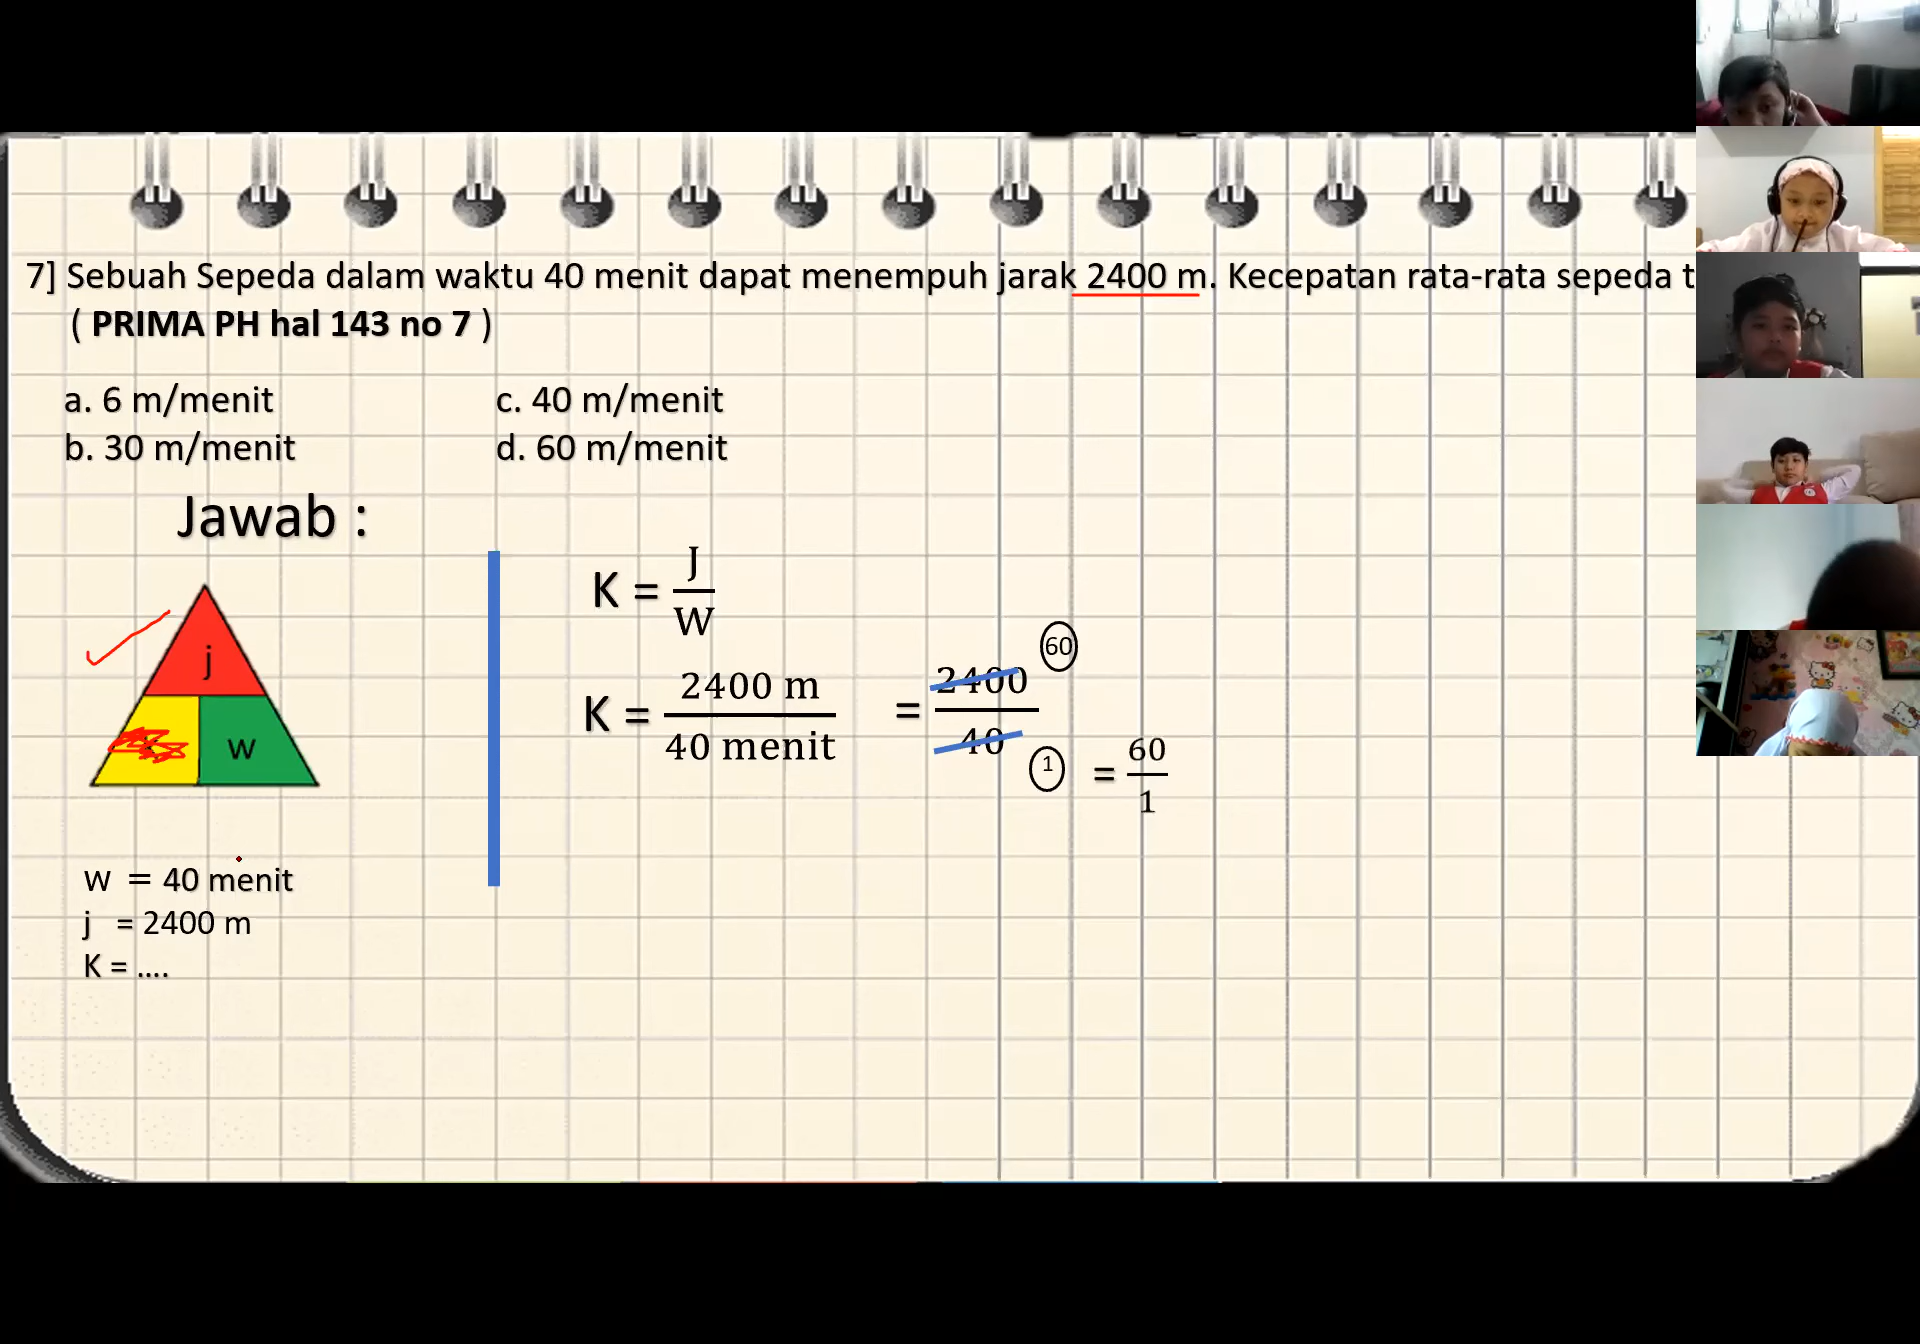 7] Sebuah Sepeda dalam waktu 40 menit dapat menempuh jarak 2400 m. Kecepatan rata-rata sepeda t
( PRIMA PH hal 143 no 7 )
a. 6 m/menit
c. 40 m/menit
b. 30 m/menit
d. 60 m/menit
Jawab :
j
w
w = 40 menit
j = 2400 m
K = ....
K = J/W
K = 2400 m/40 menit = 2400/40
60
1
= 60/1